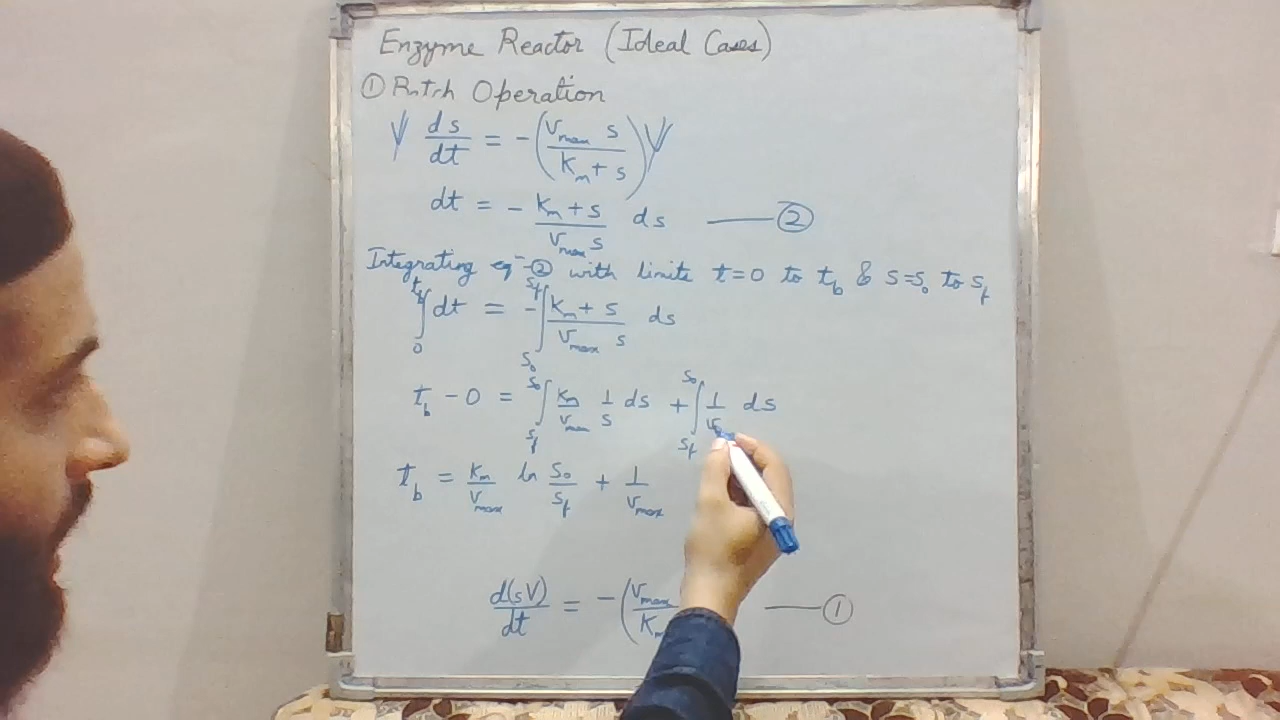 Enzyme Reactor (Ideal Cases)
① Batch Operation
V ds/dt = - (Vmax s / Km + s) V
dt = - Km + s / Vmax s ds —— ②
Integrating eqⁿ-② with limits t=0 to tb & s=s₀ to sf
∫₀^tb dt = - ∫s₀^sf Km + s / Vmax s ds
tb - 0 = ∫sf^s₀ Km/Vmax 1/s ds + ∫sf^s₀ 1/v ds
tb = Km/Vmax ln s₀/sf + 1/Vmax
d(sV)/dt = - (Vmax / Km —— ①